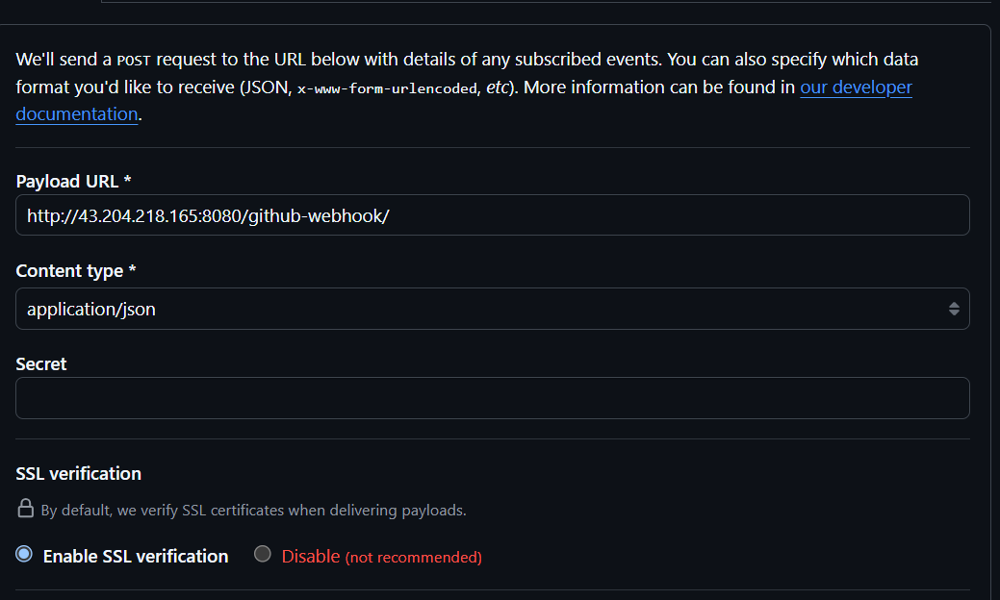 We'll send a POST request to the URL below with details of any subscribed events. You can also specify which data
format you'd like to receive (JSON, x-www-form-urlencoded, etc). More information can be found in our developer
documentation.
Payload URL *
http://43.204.218.165:8080/github-webhook/
Content type *
application/json
Secret
SSL verification
By default, we verify SSL certificates when delivering payloads.
Enable SSL verification Disable (not recommended)